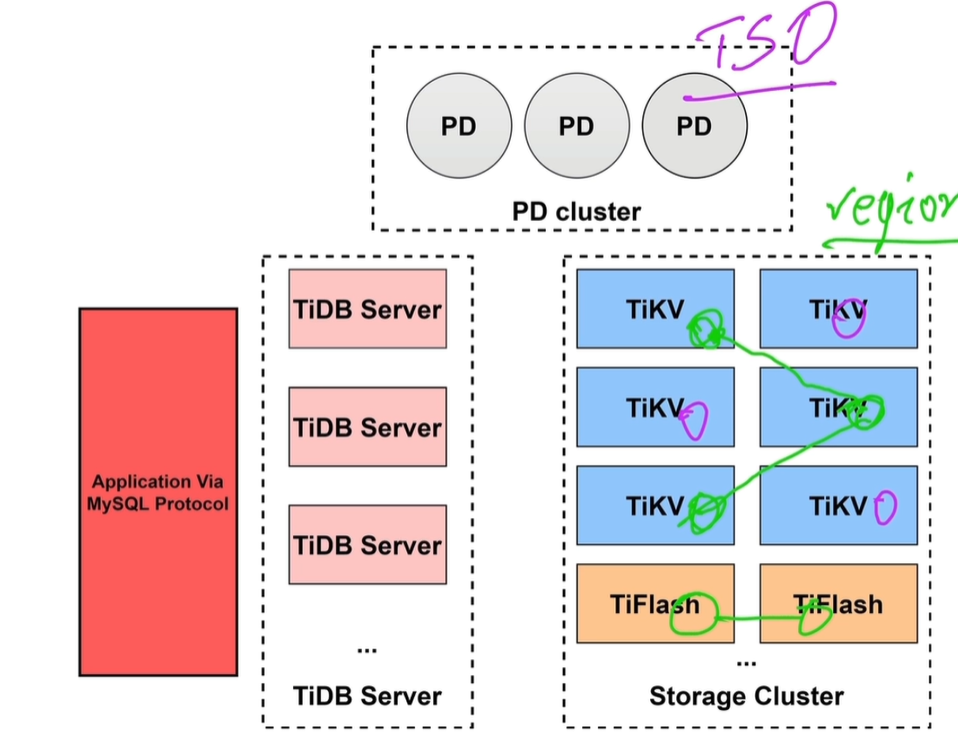 TSO
PD PD PD
PD cluster
region
TiDB Server
TiDB Server
TiDB Server
...
TiDB Server
Application Via
MySQL Protocol
TiKV TiKV
TiKV TiKV
TiKV TiKV
TiFlash TiFlash
...
Storage Cluster